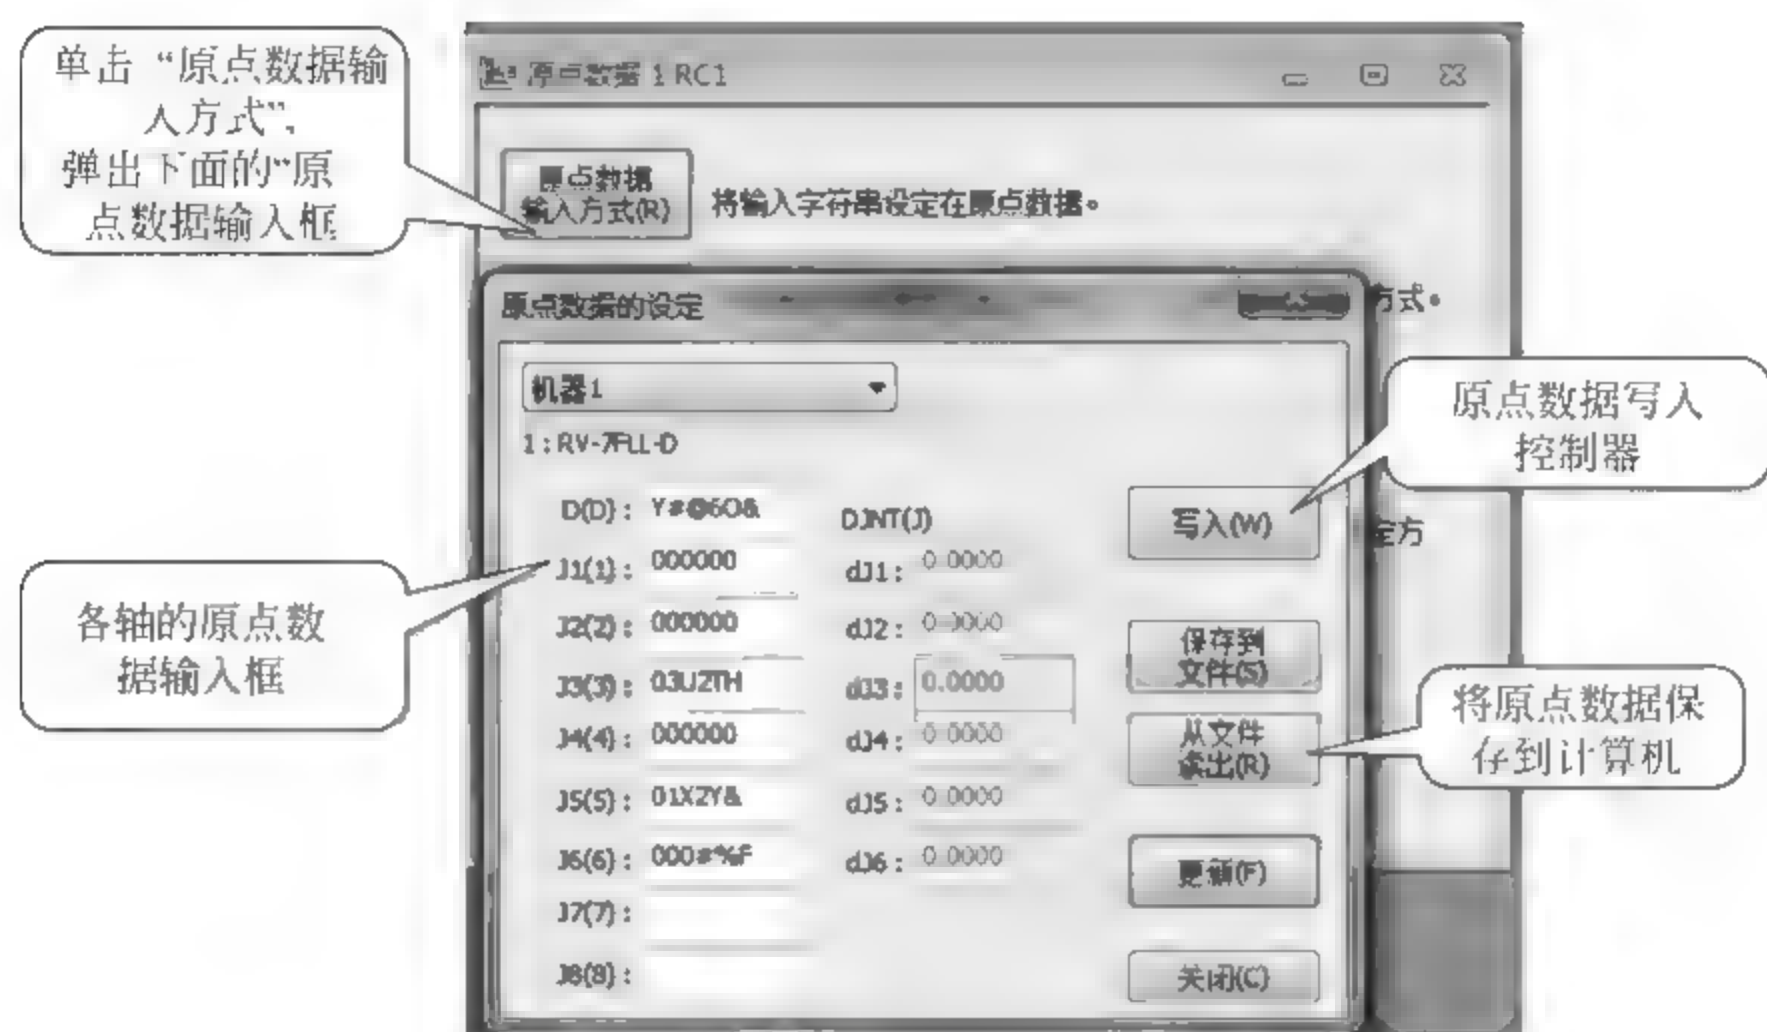 单击“原点数据输
入方式”,
弹出下面的“原
点数据输入框
原点数据 1 RC1
原点数据
输入方式(R)
将输入字符串设定在原点数据。
原点数据的设定
方式。
机器1
1:RV-7FLL-D
D(D): Y#@6O&
DJNT(J)
写入(W)
定方
J1(1): 000000
dJ1: 0.0000
J2(2): 000000
dJ2: 0.0000
保存到
文件(S)
J3(3): 03U2TH
dJ3: 0.0000
J4(4): 000000
dJ4: 0.0000
从文件
读出(R)
J5(5): 01X2Y&
dJ5: 0.0000
J6(6): 000#%F
dJ6: 0.0000
更新(F)
J7(7):
J8(8):
关闭(C)
原点数据写入
控制器
各轴的原点数
据输入框
将原点数据保
存到计算机